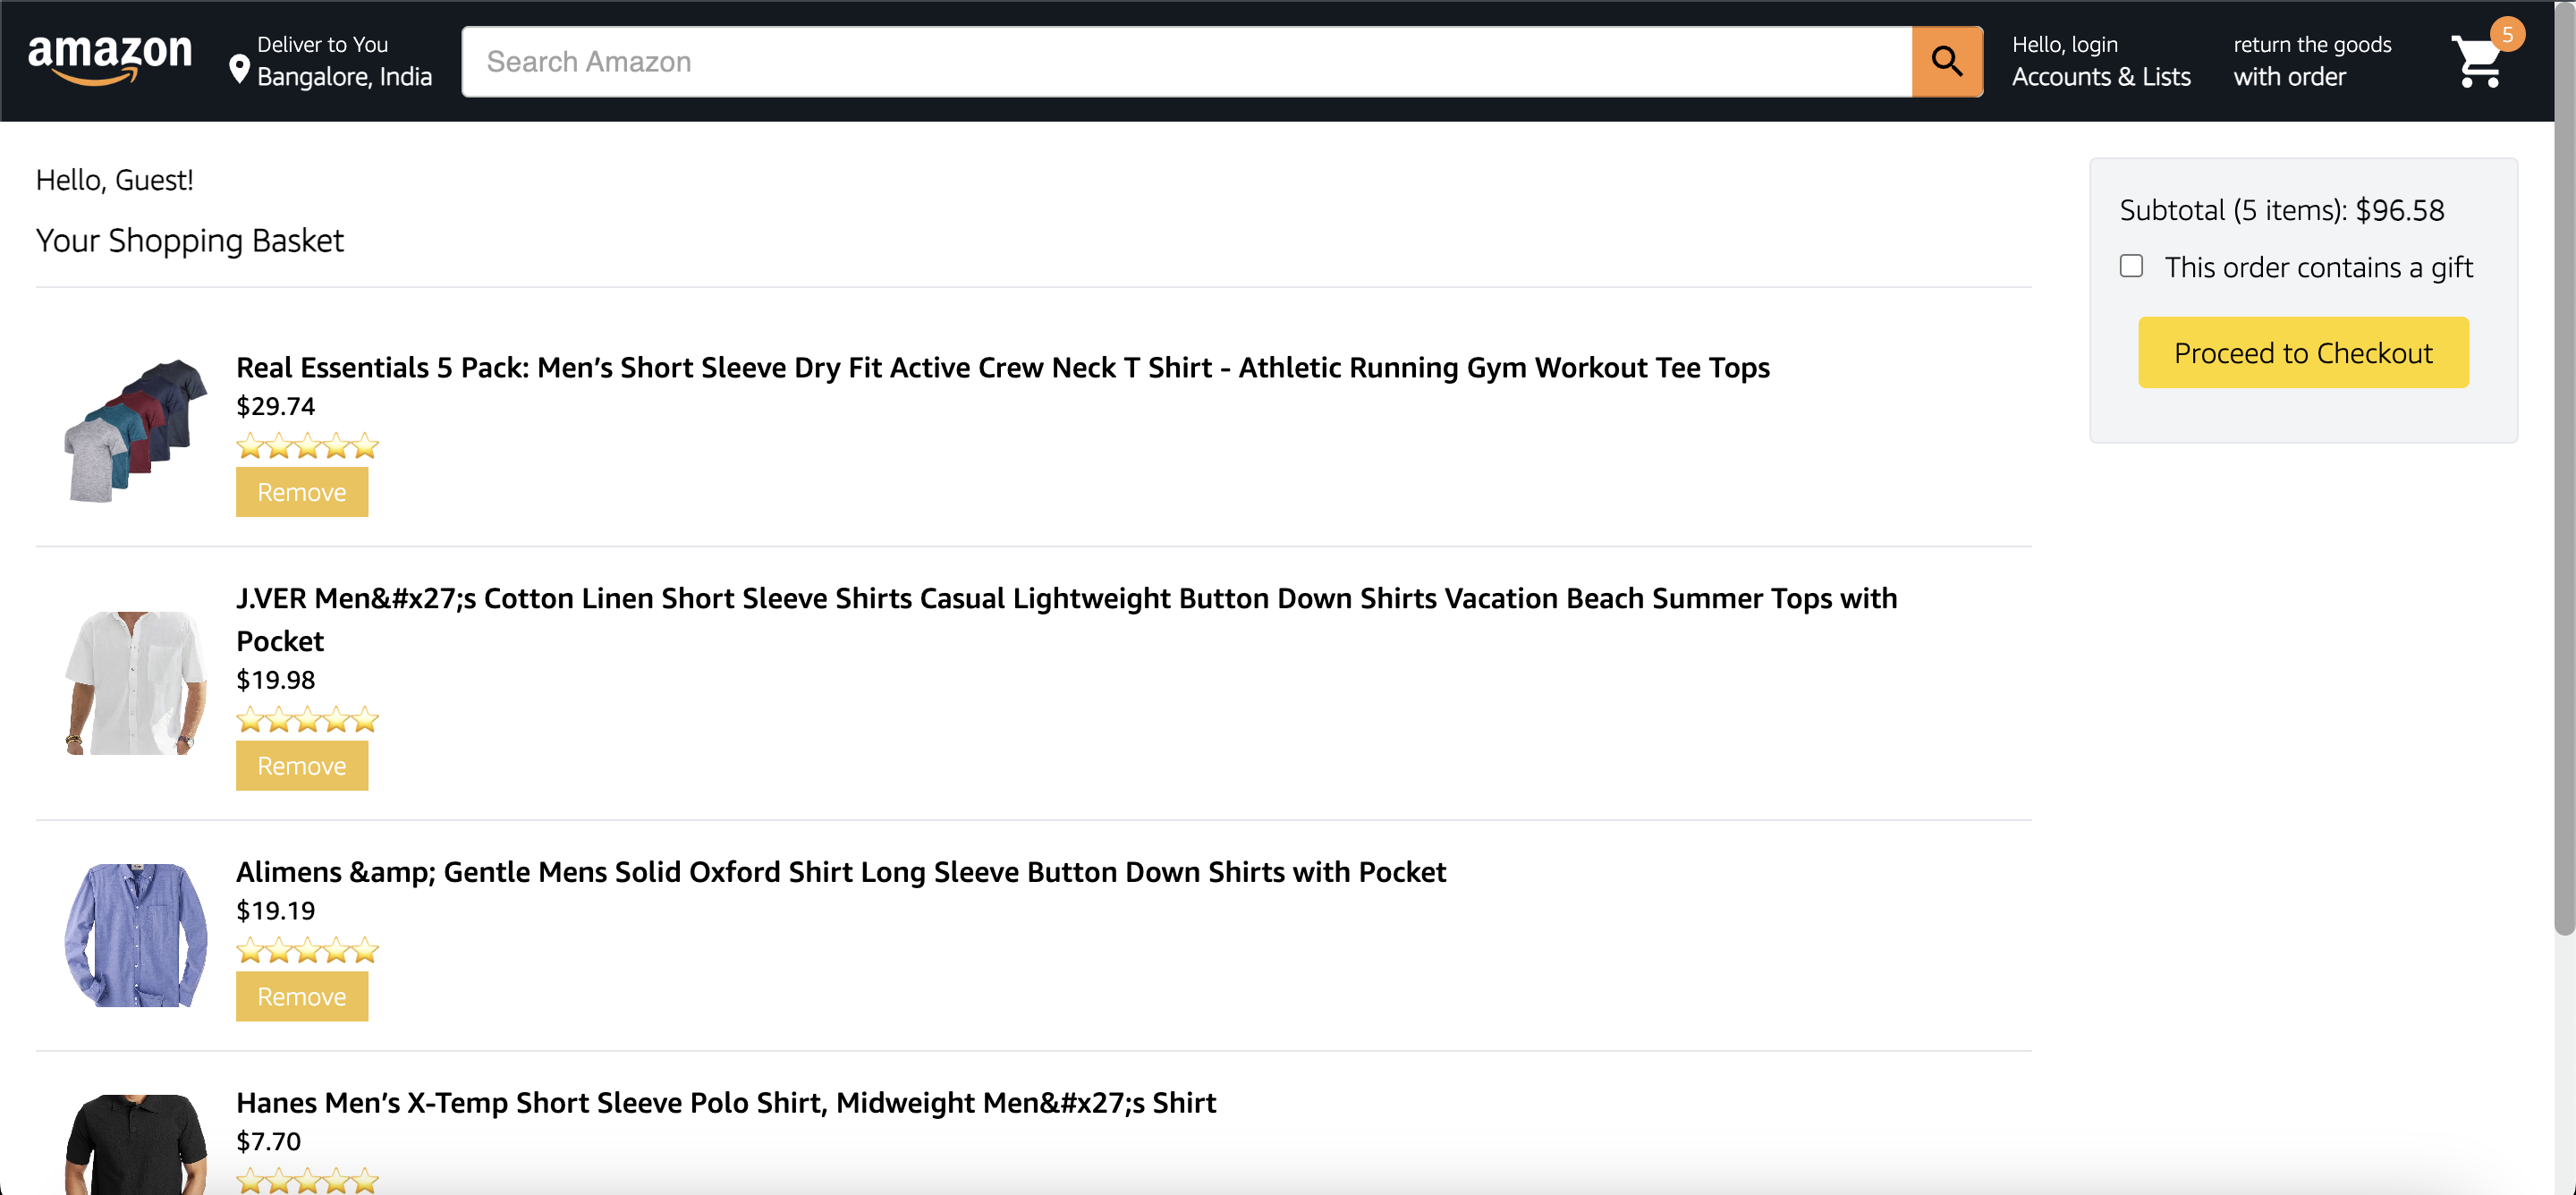 amazon
Deliver to You
Bangalore, India
Search Amazon
Hello, login
Accounts & Lists
return the goods
with order
5
Hello, Guest!
Your Shopping Basket
Subtotal (5 items): $96.58
This order contains a gift
Proceed to Checkout
Real Essentials 5 Pack: Men’s Short Sleeve Dry Fit Active Crew Neck T Shirt - Athletic Running Gym Workout Tee Tops
$29.74
Remove
J.VER Men&#x27;s Cotton Linen Short Sleeve Shirts Casual Lightweight Button Down Shirts Vacation Beach Summer Tops with
Pocket
$19.98
Remove
Alimens &amp; Gentle Mens Solid Oxford Shirt Long Sleeve Button Down Shirts with Pocket
$19.19
Remove
Hanes Men’s X-Temp Short Sleeve Polo Shirt, Midweight Men&#x27;s Shirt
$7.70